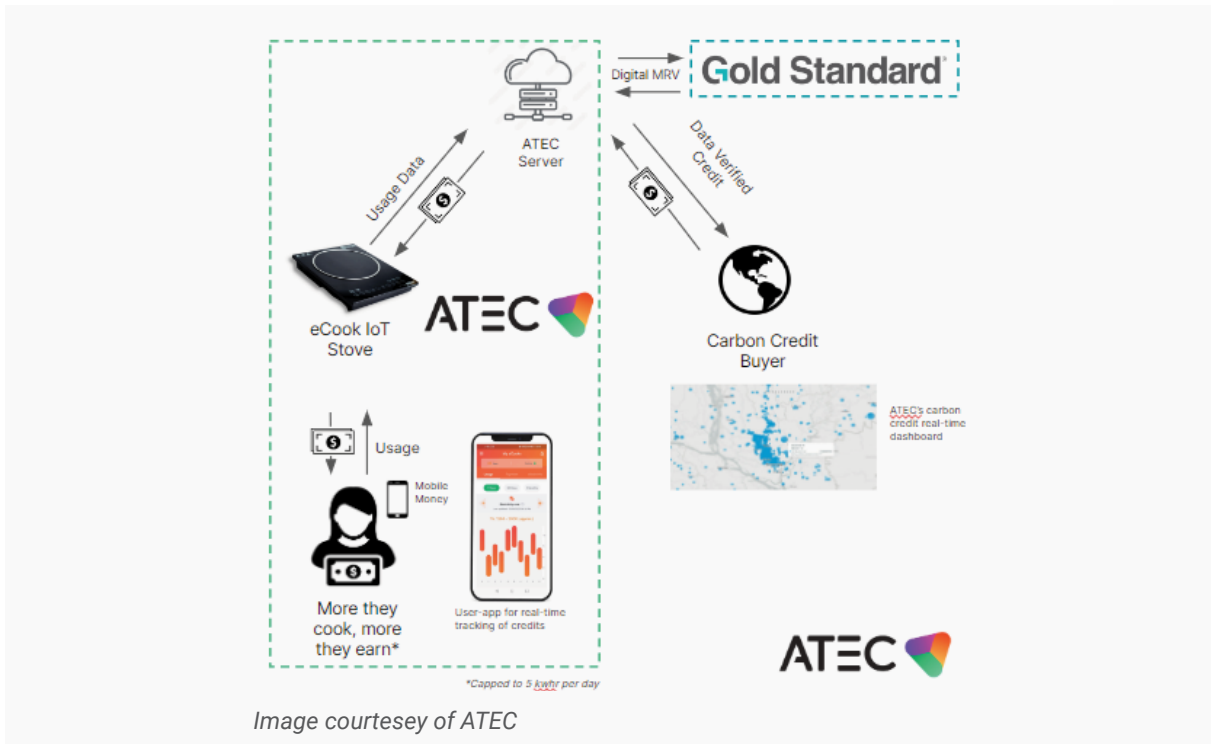 Digital MRV
Gold Standard
ATEC
Server
Usage Data
Data Verified
Credit
eCook IoT
Stove
ATEC
Carbon Credit
Buyer
ATEC's carbon
credit real-time
dashboard
Usage
Mobile
Money
More they
cook, more
they earn*
User-app for real-time
tracking of credits
ATEC
*Capped to 5 kwhr per day
Image courtesey of ATEC